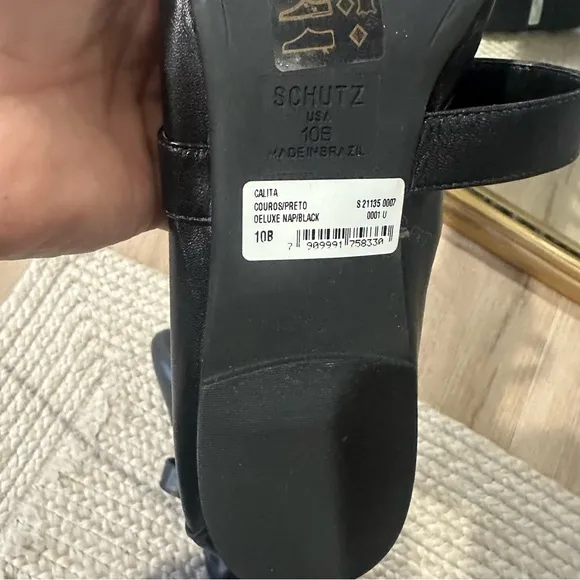 SCHUTZ
USA
10B
MADE IN BRAZIL
CALITA
COUROS/PRETO S 21135 0007
DELUXE NAP/BLACK 0001 U
10B
7 909991 758330